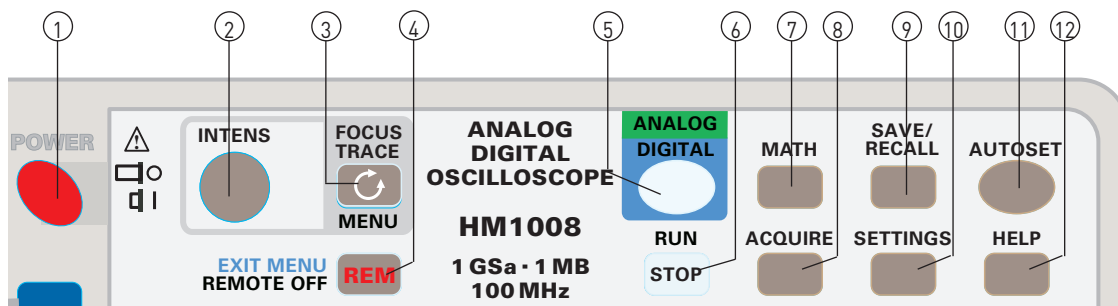 1 2 3 4 5 6 7 8 9 10 11 12
POWER
INTENS
FOCUS
TRACE
MENU
EXIT MENU
REMOTE OFF
REM
ANALOG
DIGITAL
OSCILLOSCOPE
HM1008
1 GSa · 1 MB
100 MHz
ANALOG
DIGITAL
RUN
STOP
MATH
SAVE/
RECALL
AUTOSET
ACQUIRE
SETTINGS
HELP